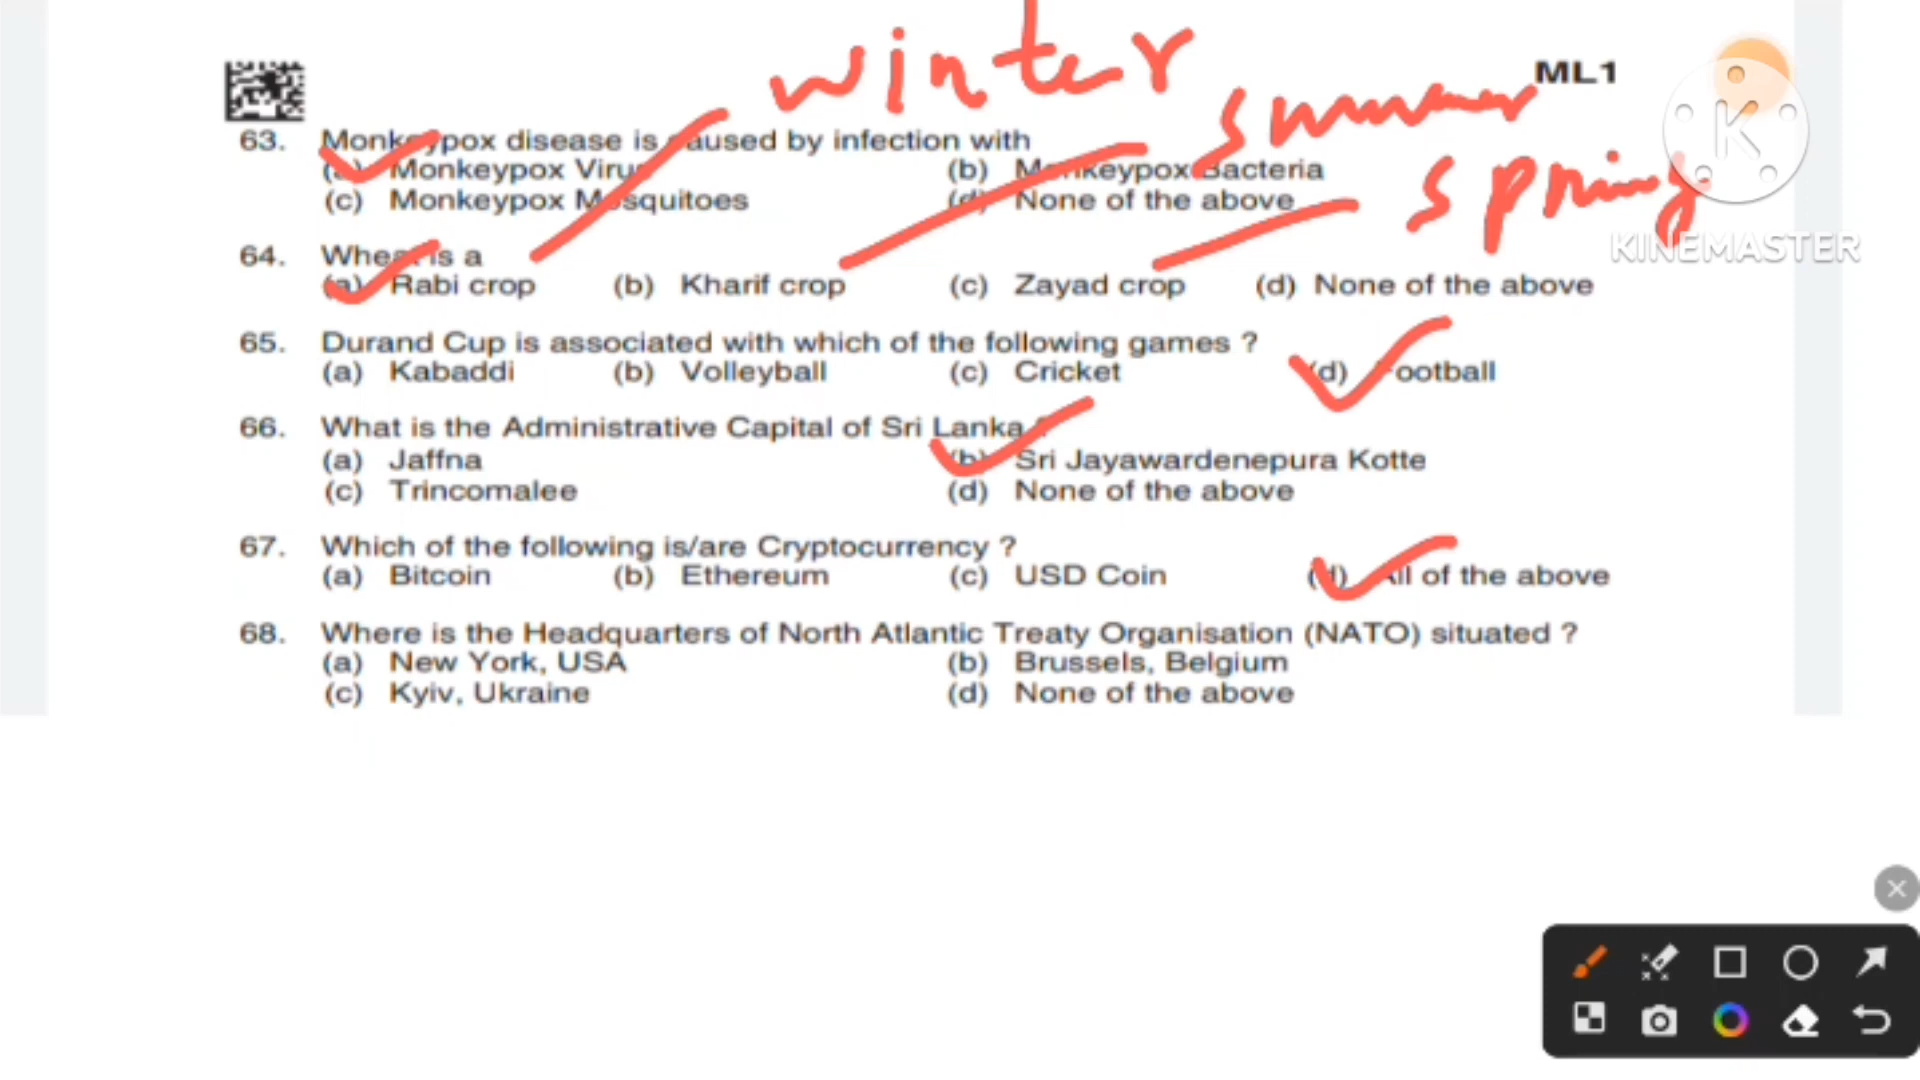 winter
ML1
summer
63. Monkeypox disease is caused by infection with
(a) Monkeypox Virus (b) Monkeypox Bacteria
spring
(c) Monkeypox Mosquitoes (d) None of the above
KINEMASTER
64. Wheat is a
(a) Rabi crop (b) Kharif crop (c) Zayad crop (d) None of the above
65. Durand Cup is associated with which of the following games ?
(a) Kabaddi (b) Volleyball (c) Cricket (d) Football
66. What is the Administrative Capital of Sri Lanka ?
(a) Jaffna (b) Sri Jayawardenepura Kotte
(c) Trincomalee (d) None of the above
67. Which of the following is/are Cryptocurrency ?
(a) Bitcoin (b) Ethereum (c) USD Coin (d) All of the above
68. Where is the Headquarters of North Atlantic Treaty Organisation (NATO) situated ?
(a) New York, USA (b) Brussels, Belgium
(c) Kyiv, Ukraine (d) None of the above